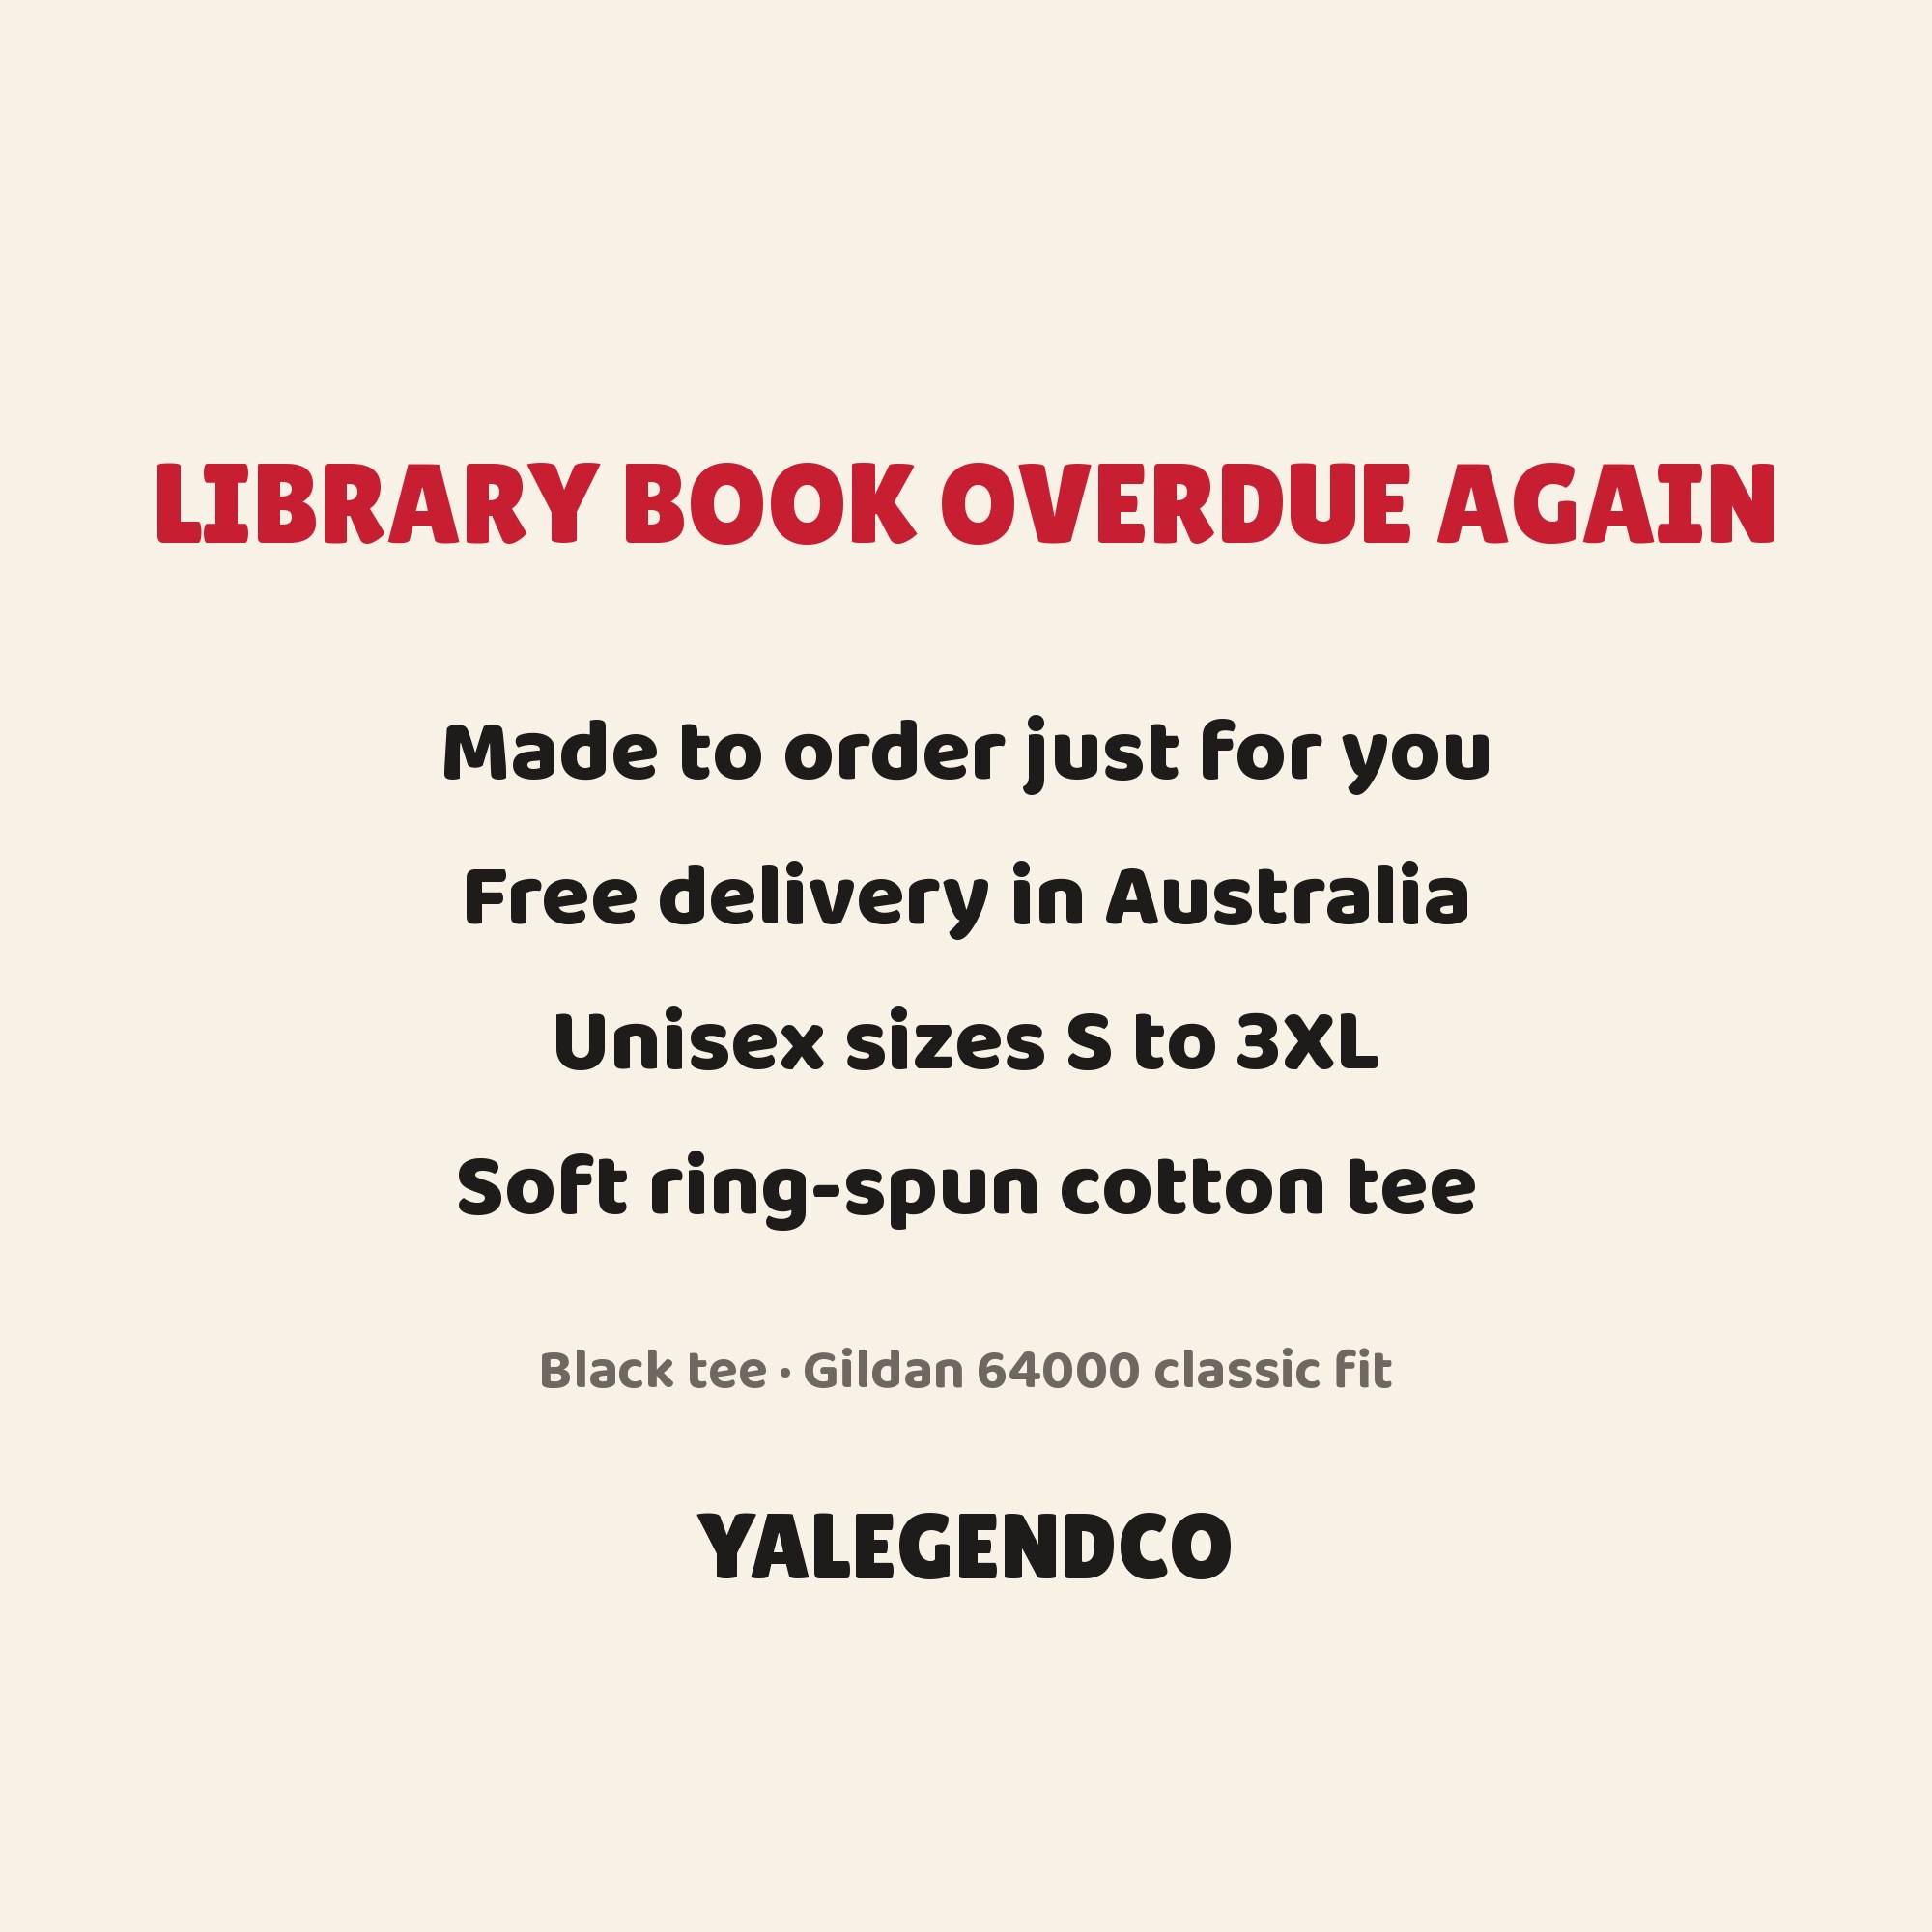 LIBRARY BOOK OVERDUE AGAIN
Made to order just for you
Free delivery in Australia
Unisex sizes S to 3XL
Soft ring-spun cotton tee
Black tee • Gildan 64000 classic fit
YALEGENDCO